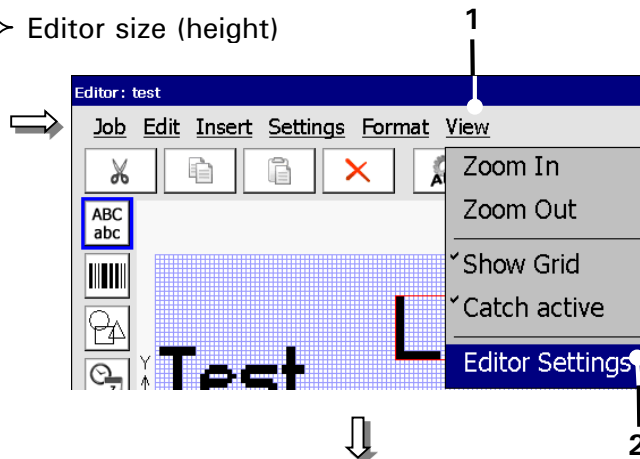 ➢ Editor size (height)
1
Editor: test
Job Edit Insert Settings Format View
Zoom In
Zoom Out
ABC
abc
Show Grid
Catch active
Editor Settings
Y
Test
7
2